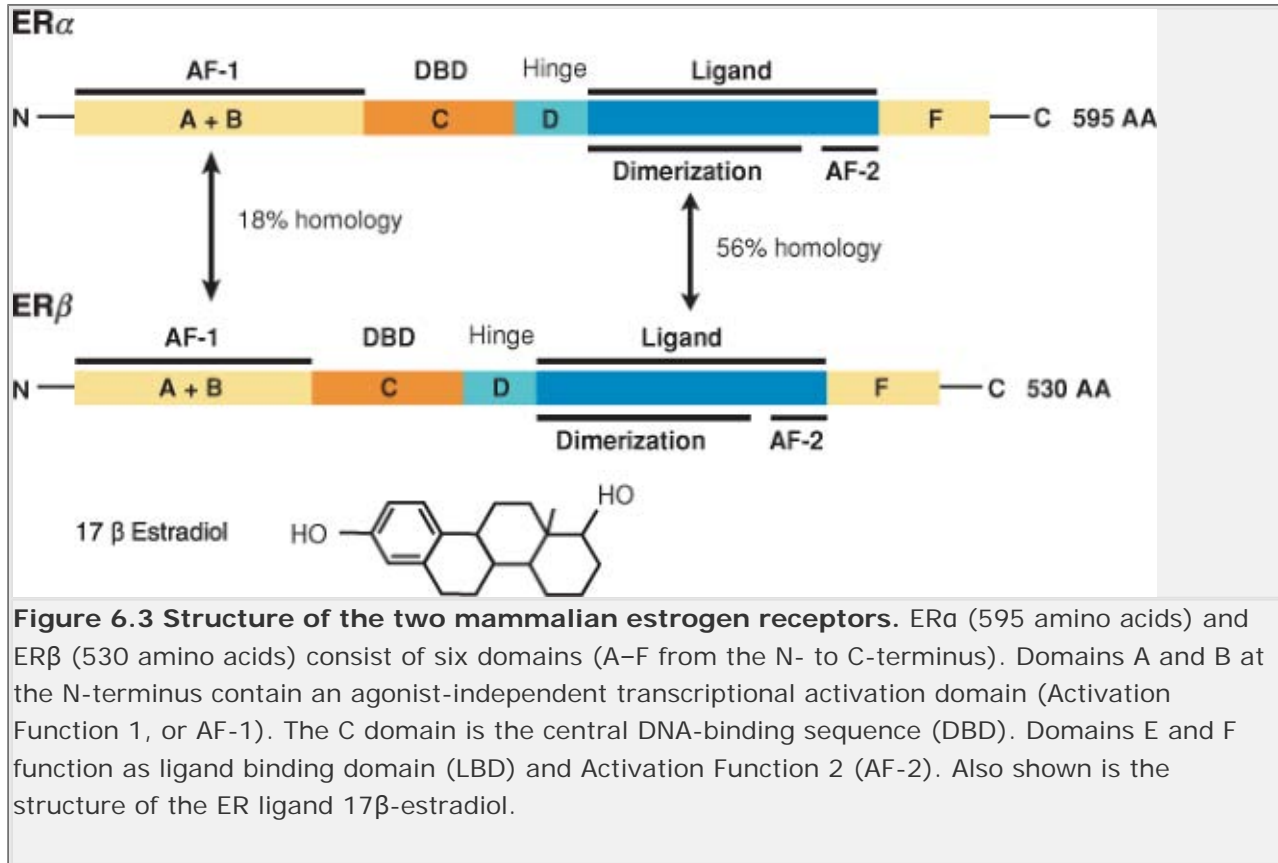 ERα
AF-1 DBD Hinge Ligand
N A + B C D F C 595 AA
Dimerization AF-2
18% homology
56% homology
ERβ
AF-1 DBD Hinge Ligand
N A + B C D F C 530 AA
Dimerization AF-2
HO
17 β Estradiol HO
Figure 6.3 Structure of the two mammalian estrogen receptors. ERα (595 amino acids) and
ERβ (530 amino acids) consist of six domains (A–F from the N- to C-terminus). Domains A and B at
the N-terminus contain an agonist-independent transcriptional activation domain (Activation
Function 1, or AF-1). The C domain is the central DNA-binding sequence (DBD). Domains E and F
function as ligand binding domain (LBD) and Activation Function 2 (AF-2). Also shown is the
structure of the ER ligand 17β-estradiol.